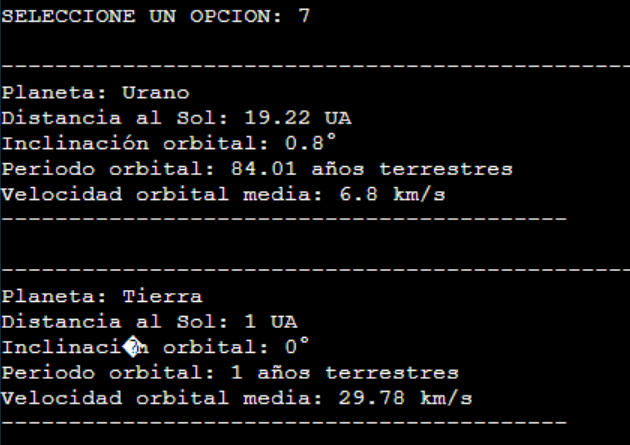 SELECCIONE UN OPCION: 7
-----------------------------------------------
Planeta: Urano
Distancia al Sol: 19.22 UA
Inclinación orbital: 0.8°
Periodo orbital: 84.01 años terrestres
Velocidad orbital media: 6.8 km/s
------------------------------------------
-----------------------------------------------
Planeta: Tierra
Distancia al Sol: 1 UA
Inclinaci�n orbital: 0°
Periodo orbital: 1 años terrestres
Velocidad orbital media: 29.78 km/s
------------------------------------------